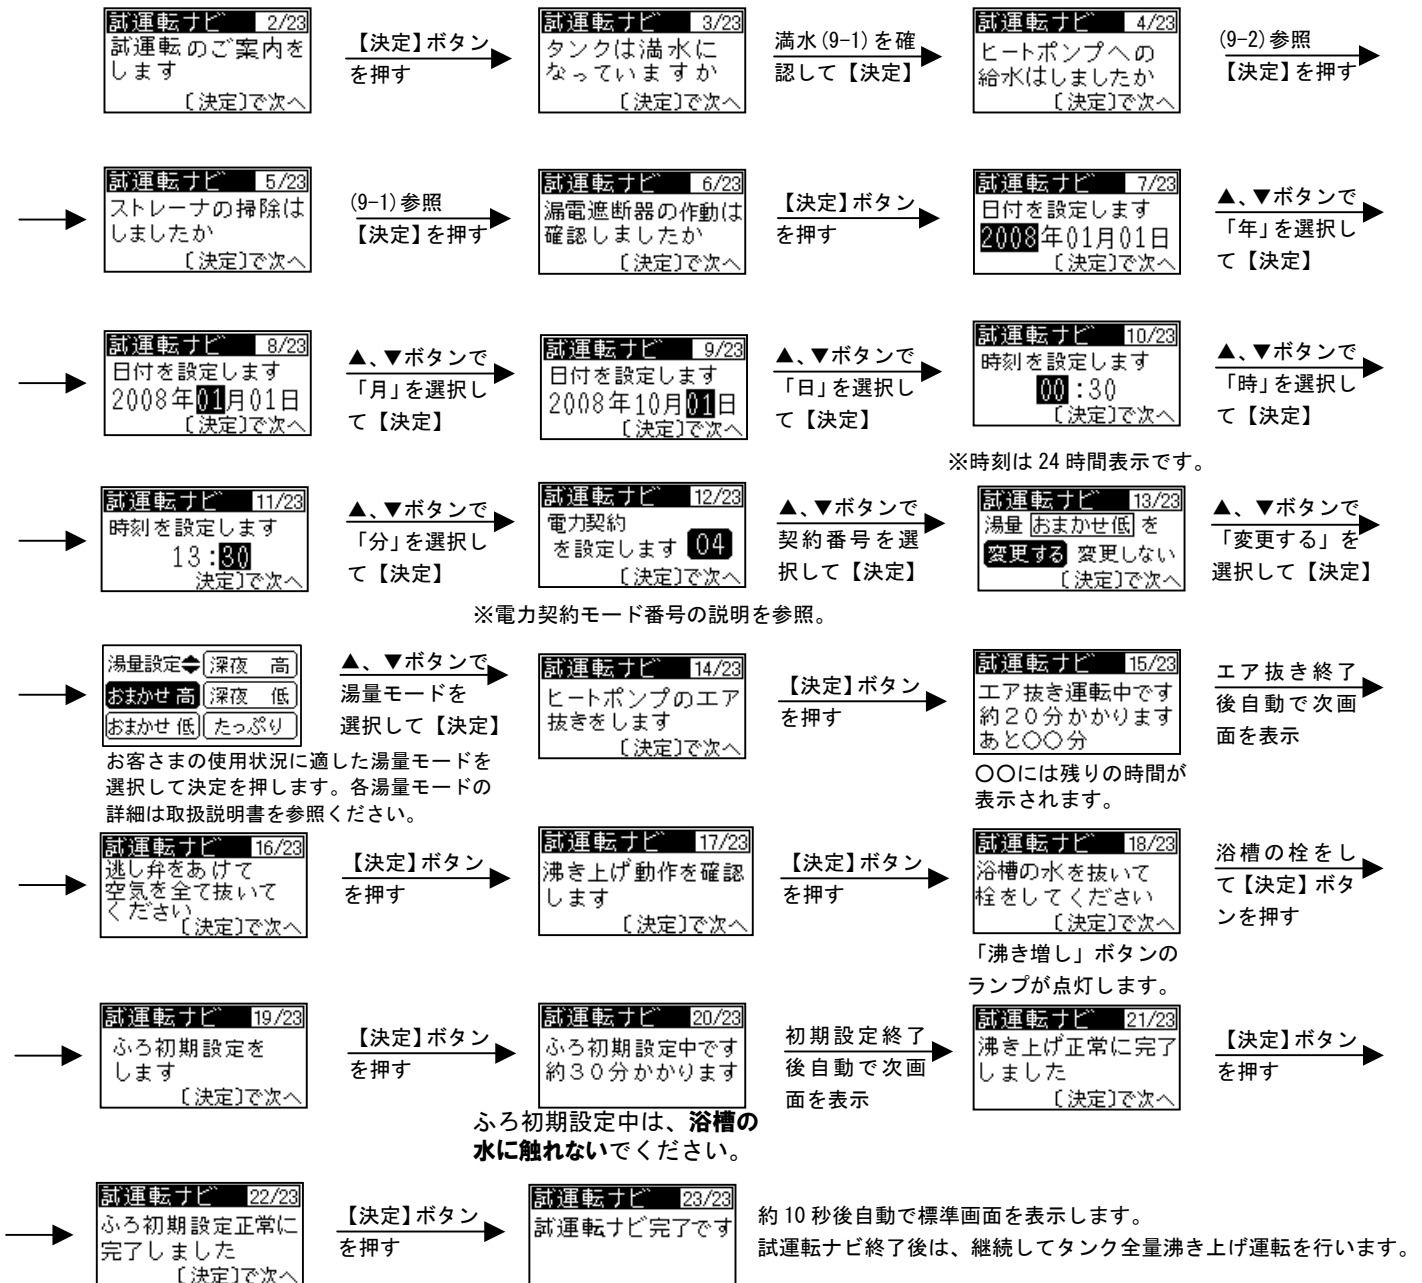 試運転ナビ 2/23
試運転のご案内を
します
〔決定〕で次へ
【決定】ボタン
を押す
試運転ナビ 3/23
タンクは満水に
なっていますか
〔決定〕で次へ
満水(9-1)を確
認して【決定】
試運転ナビ 4/23
ヒートポンプへの
給水はしましたか
〔決定〕で次へ
(9-2)参照
【決定】を押す
試運転ナビ 5/23
ストレーナの掃除は
しましたか
〔決定〕で次へ
(9-1)参照
【決定】を押す
試運転ナビ 6/23
漏電遮断器の作動は
確認しましたか
〔決定〕で次へ
【決定】ボタン
を押す
試運転ナビ 7/23
日付を設定します
2008年01月01日
〔決定〕で次へ
▲、▼ボタンで
「年」を選択し
て【決定】
試運転ナビ 8/23
日付を設定します
2008年01月01日
〔決定〕で次へ
▲、▼ボタンで
「月」を選択し
て【決定】
試運転ナビ 9/23
日付を設定します
2008年10月01日
〔決定〕で次へ
▲、▼ボタンで
「日」を選択し
て【決定】
試運転ナビ 10/23
時刻を設定します
00:30
〔決定〕で次へ
▲、▼ボタンで
「時」を選択し
て【決定】
※時刻は24時間表示です。
試運転ナビ 11/23
時刻を設定します
13:30
決定〕で次へ
▲、▼ボタンで
「分」を選択し
て【決定】
試運転ナビ 12/23
電力契約
を設定します 04
〔決定〕で次へ
▲、▼ボタンで
契約番号を選
択して【決定】
試運転ナビ 13/23
湯量 おまかせ低 を
変更する 変更しない
〔決定〕で次へ
▲、▼ボタンで
「変更する」を
選択して【決定】
※電力契約モード番号の説明を参照。
湯量設定◆ 深夜 高
おまかせ 高 深夜 低
おまかせ 低 たっぷり
▲、▼ボタンで
湯量モードを
選択して【決定】
お客さまの使用状況に適した湯量モードを
選択して決定を押します。各湯量モードの
詳細は取扱説明書を参照ください。
試運転ナビ 14/23
ヒートポンプのエア
抜きをします
〔決定〕で次へ
【決定】ボタン
を押す
試運転ナビ 15/23
エア抜き運転中です
約20分かかります
あと〇〇分
〇〇には残りの時間が
表示されます。
エア抜き終了
後自動で次画
面を表示
試運転ナビ 16/23
逃し弁をあけて
空気を全て抜いて
ください
〔決定〕で次へ
【決定】ボタン
を押す
試運転ナビ 17/23
沸き上げ動作を確認
します
〔決定〕で次へ
【決定】ボタン
を押す
試運転ナビ 18/23
浴槽の水を抜いて
栓をしてください
〔決定〕で次へ
「沸き増し」ボタンの
ランプが点灯します。
浴槽の栓をし
て【決定】ボタ
ンを押す
試運転ナビ 19/23
ふろ初期設定を
します
〔決定〕で次へ
【決定】ボタン
を押す
試運転ナビ 20/23
ふろ初期設定中です
約30分かかります
ふろ初期設定中は、浴槽の
水に触れないでください。
初期設定終了
後自動で次画
面を表示
試運転ナビ 21/23
沸き上げ正常に完了
しました
〔決定〕で次へ
【決定】ボタン
を押す
試運転ナビ 22/23
ふろ初期設定正常に
完了しました
〔決定〕で次へ
【決定】ボタン
を押す
試運転ナビ 23/23
試運転ナビ完了です
約10秒後自動で標準画面を表示します。
試運転ナビ終了後は、継続してタンク全量沸き上げ運転を行います。